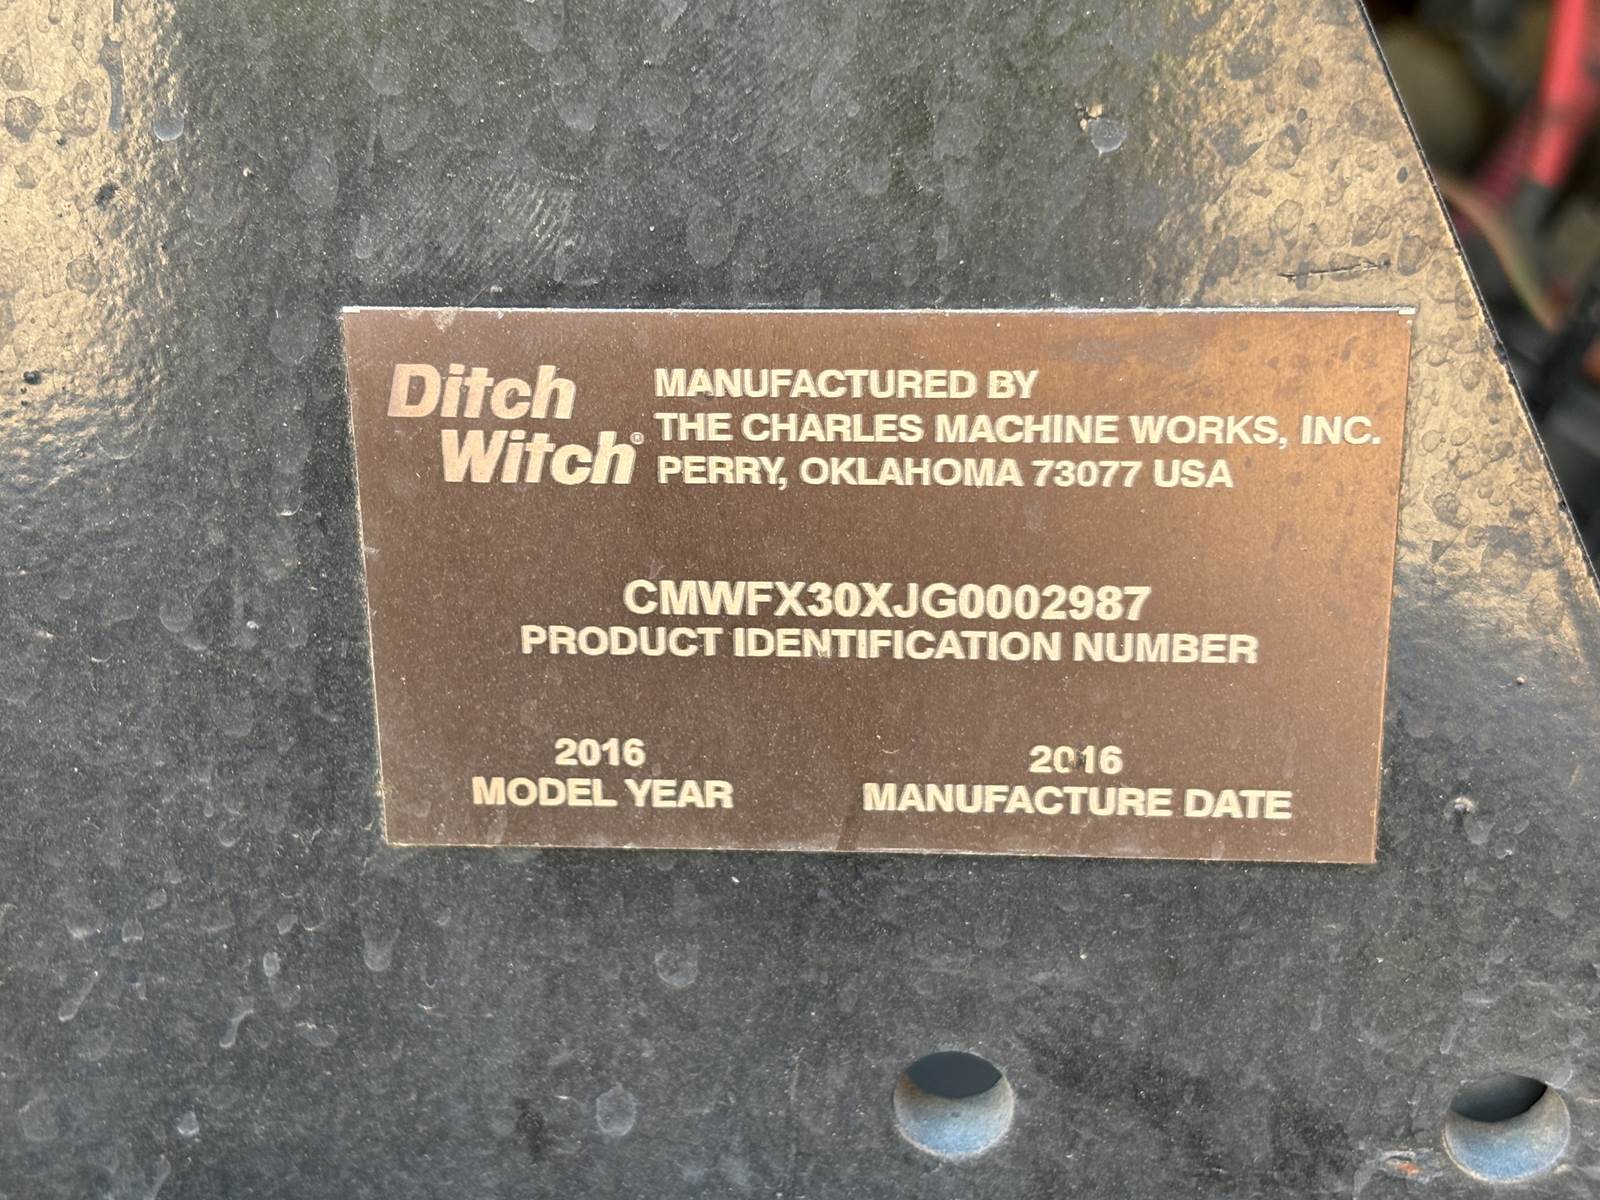 Ditch
Witch®
MANUFACTURED BY
THE CHARLES MACHINE WORKS, INC.
PERRY, OKLAHOMA 73077 USA
CMWFX30XJG0002987
PRODUCT IDENTIFICATION NUMBER
2016
MODEL YEAR
2016
MANUFACTURE DATE